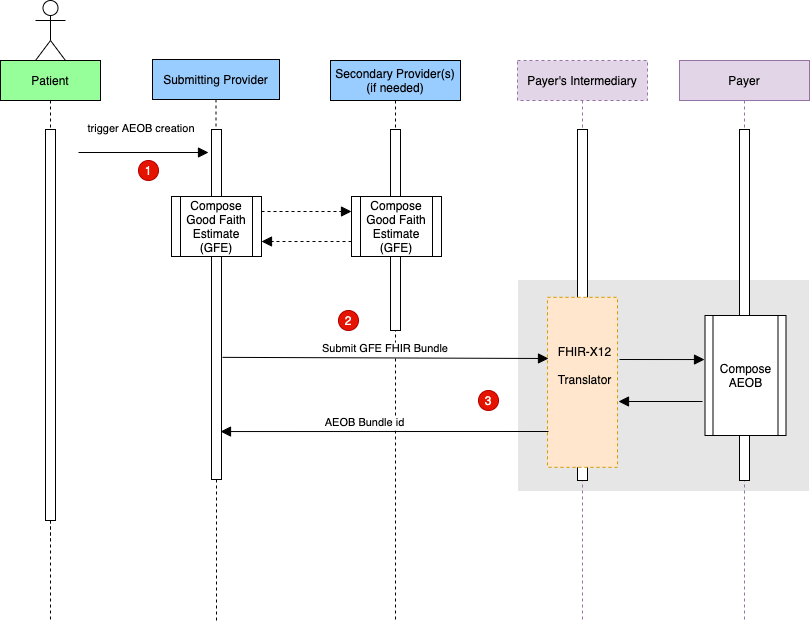 Patient
Submitting Provider
Secondary Provider(s)
(if needed)
Payer's Intermediary
Payer
trigger AEOB creation
1
Compose
Good Faith
Estimate
(GFE)
Compose
Good Faith
Estimate
(GFE)
2
Submit GFE FHIR Bundle
FHIR-X12
Translator
Compose
AEOB
3
AEOB Bundle id